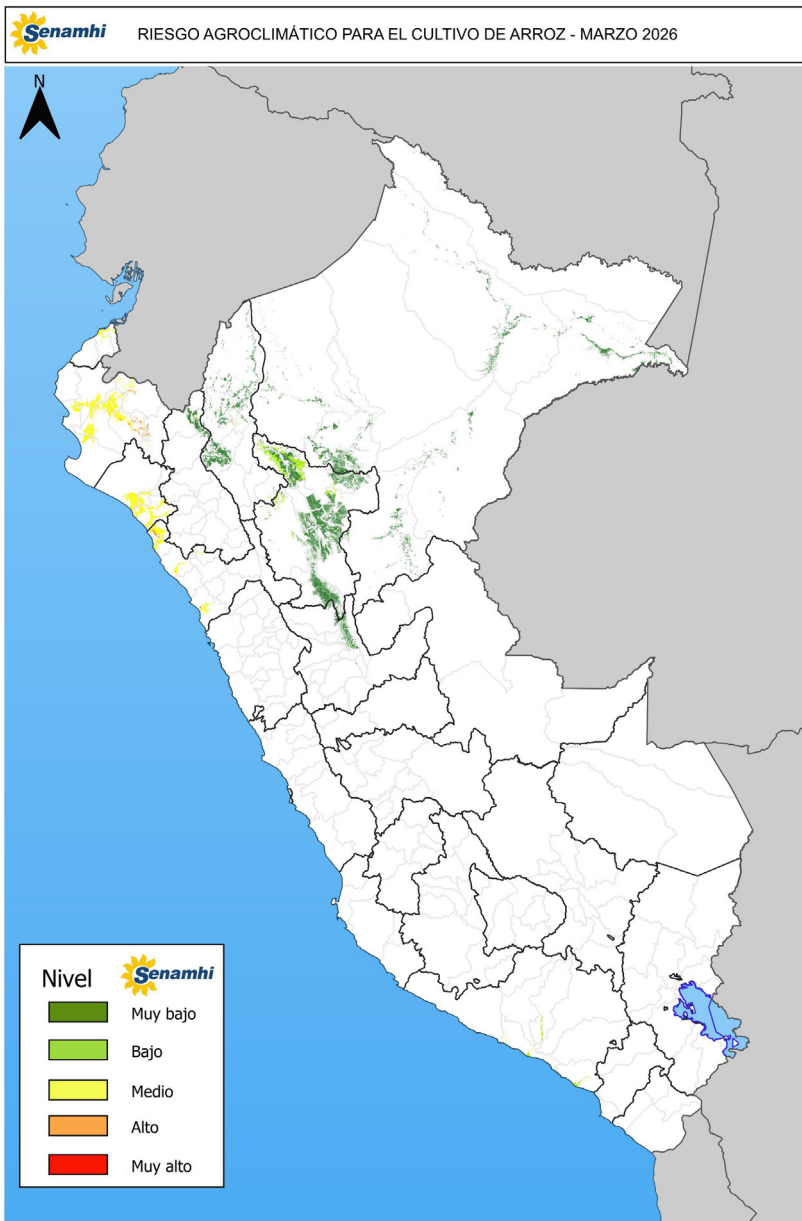 Senamhi
RIESGO AGROCLIMÁTICO PARA EL CULTIVO DE ARROZ - MARZO 2026
N
Nivel
Senamhi
Muy bajo
Bajo
Medio
Alto
Muy alto